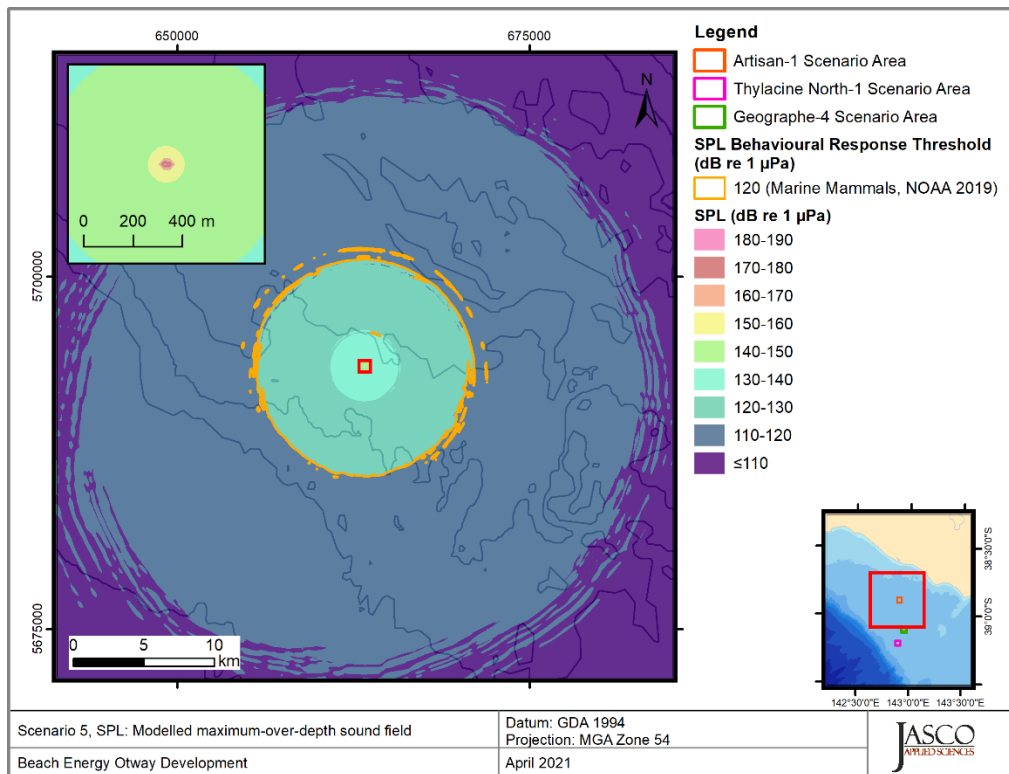 650000
675000
5700000
5675000
N
0 200 400 m
0 5 10
km
Legend
Artisan-1 Scenario Area
Thylacine North-1 Scenario Area
Geographe-4 Scenario Area
SPL Behavioural Response Threshold
(dB re 1 µPa)
120 (Marine Mammals, NOAA 2019)
SPL (dB re 1 µPa)
180-190
170-180
160-170
150-160
140-150
130-140
120-130
110-120
≤110
38°30'0"S
39°0'0"S
142°30'0"E 143°0'0"E 143°30'0"E
Scenario 5, SPL: Modelled maximum-over-depth sound field
Datum: GDA 1994
Projection: MGA Zone 54
Beach Energy Otway Development
April 2021
JASCO
APPLIED SCIENCES